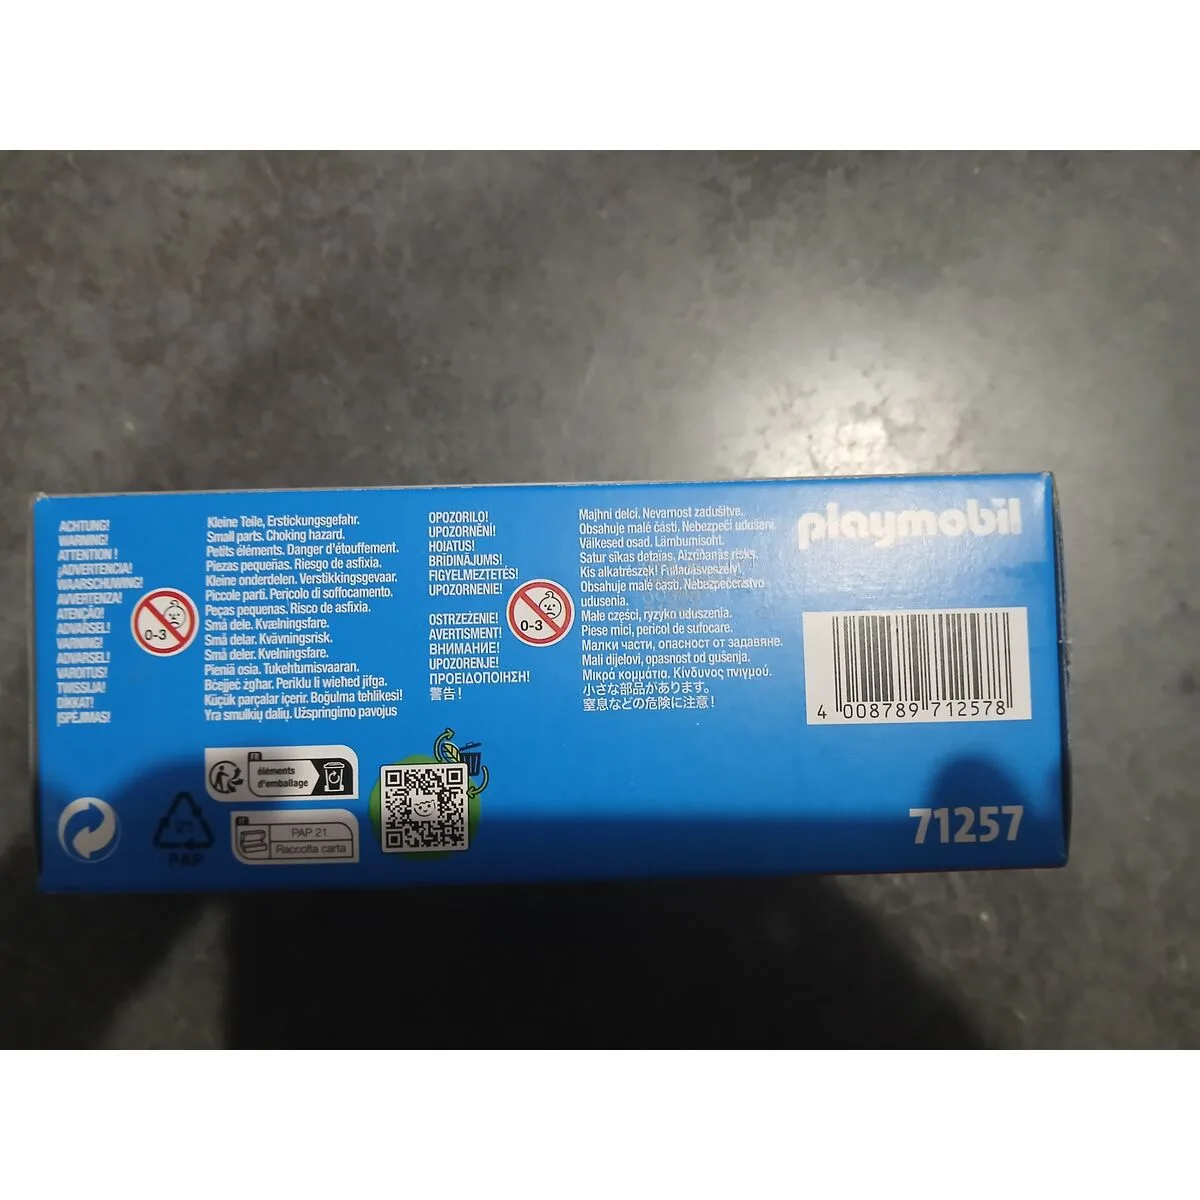 ACHTUNG!
WARNING!
ATTENTION !
¡ADVERTENCIA!
WAARSCHUWING!
AVVERTENZA!
ATENÇÃO!
ADVARSEL!
VARNING!
ADVARSEL!
VAROITUS!
TWISSIJA!
DIKKAT!
ĮSPĖJIMAS!
0-3
Kleine Teile, Erstickungsgefahr.
Small parts. Choking hazard.
Petits éléments. Danger d'étouffement.
Piezas pequeñas. Riesgo de asfixia.
Kleine onderdelen. Verstikkingsgevaar.
Piccole parti. Pericolo di soffocamento.
Peças pequenas. Risco de asfixia.
Små dele. Kvælningsfare.
Små delar. Kvävningsrisk.
Små deler. Kvelningsfare.
Pieniä osia. Tukehtumisvaaran.
Bċejjeċ żgħar. Periklu li wieħed jifga.
Küçük parçalar içerir. Boğulma tehlikesi!
Yra smulkių dalių. Užspringimo pavojus
OPOZORILO!
UPOZORNĚNÍ!
HOIATUS!
BRĪDINĀJUMS!
FIGYELMEZTETÉS!
UPOZORNENIE!
OSTRZEŻENIE!
AVERTISMENT!
ВНИМАНИЕ!
UPOZORENJE!
ΠΡΟΕΙΔΟΠΟΙΗΣΗ!
警告!
0-3
Majhni delci. Nevarnost zadušitve.
Obsahuje malé části. Nebezpečí udušení.
Väikesed osad. Lämbumisoht.
Satur sīkas detaļas. Aizrīšanās risks.
Kis alkatrészek! Fulladásveszély!
Obsahuje malé časti. Nebezpečenstvo
udusenia.
Małe części, ryzyko uduszenia.
Piese mici, pericol de sufocare.
Малки части, опасност от задавяне.
Mali dijelovi, opasnost od gušenja.
Μικρά κομμάτια. Κίνδυνος πνιγμού.
小さな部品があります。
窒息などの危険に注意!
playmobil
4 008789 712578
71257
FR
éléments
d'emballage
21
PAP
IT
PAP 21
Raccolta carta